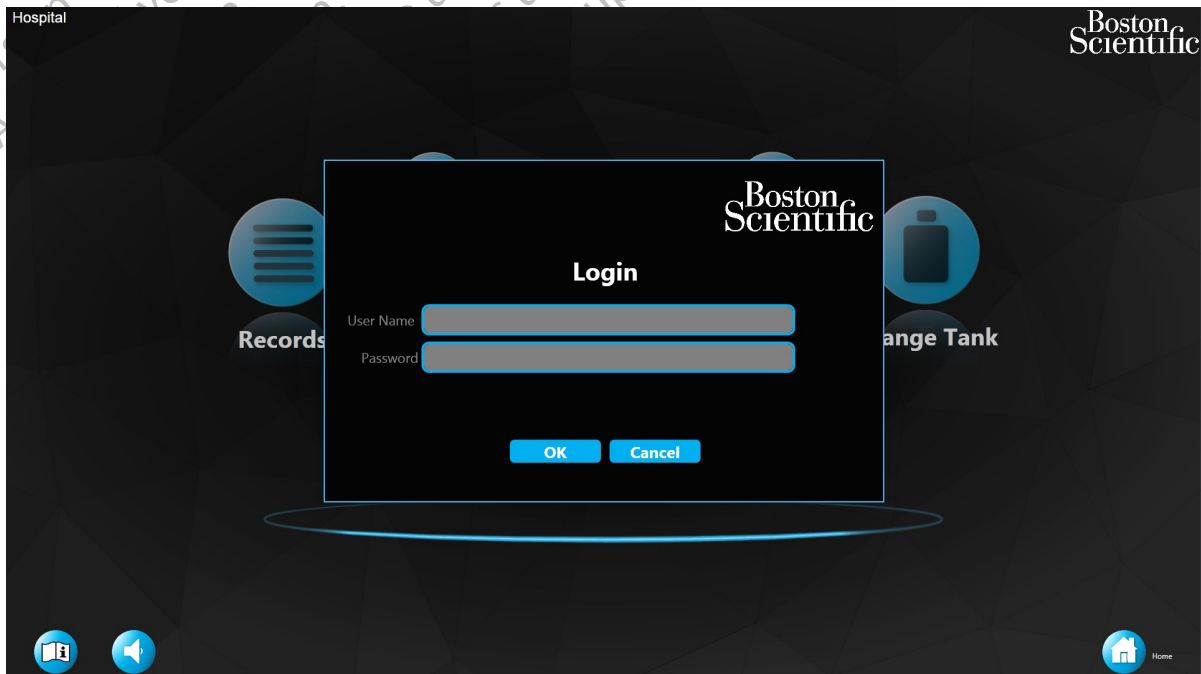 Hospital
Boston
Scientific
Boston
Scientific
Login
User Name
Password
Records
ange Tank
OK
Cancel
Home